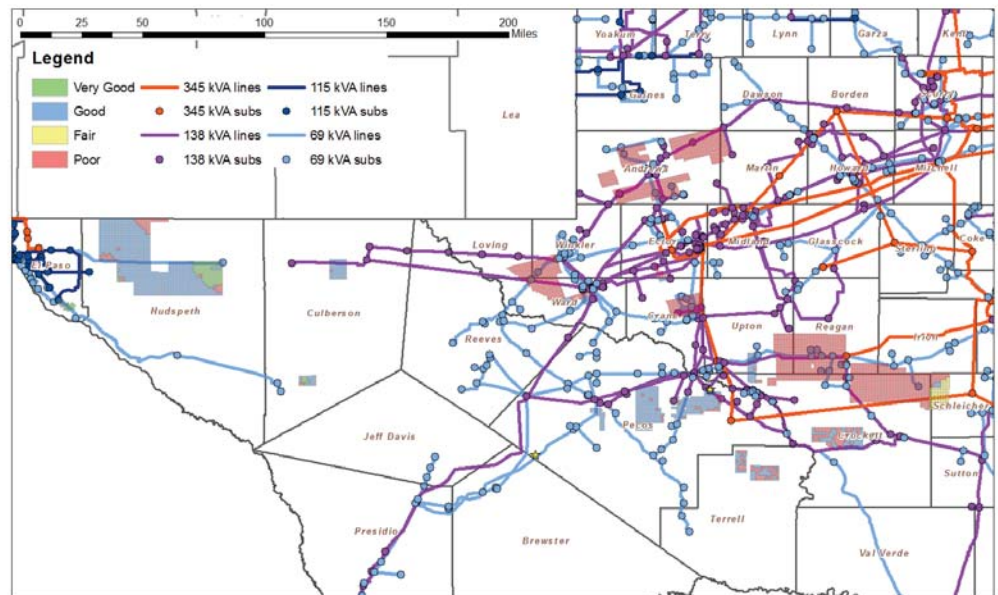 0 25 50 100 150 200
Miles
Legend
Very Good 345 kVA lines 115 kVA lines
Good 345 kVA subs 115 kVA subs
Fair 138 kVA lines 69 kVA lines
Poor 138 kVA subs 69 kVA subs
Yoakum Terry Lynn Garza Kent
Lea Gaines Dawson Borden Scurry
Andrews Martin Howard Mitchell
El Paso Hudspeth Culberson Loving Winkler Ector Midland Glasscock Sterling Coke
Ward Crane Upton Reagan Irion
Reeves
Jeff Davis Pecos Crockett Schleicher
Sutton
Presidio Brewster Terrell Val Verde